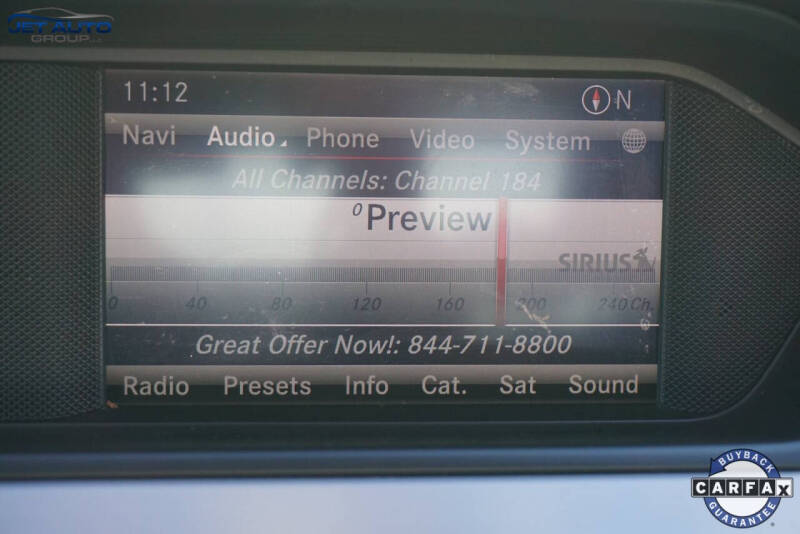 JET AUTO
GROUP
11:12 N
Navi Audio Phone Video System
All Channels: Channel 184
0 Preview
SIRIUS
0 40 80 120 160 200 240 Ch.
Great Offer Now!: 844-711-8800
Radio Presets Info Cat. Sat Sound
BUYBACK
CARFAX
GUARANTEE